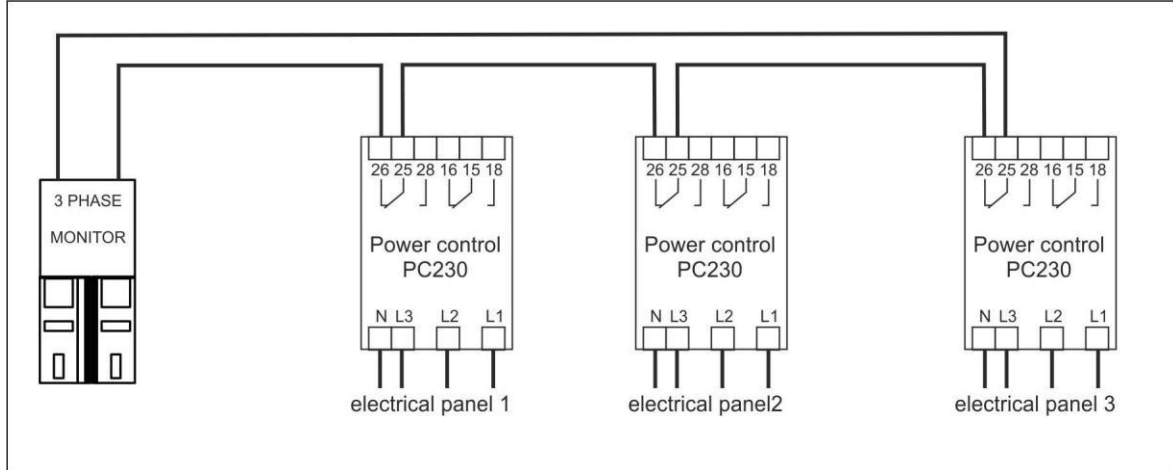 3 PHASE
MONITOR
26 25 28 16 15 18
Power control
PC230
N L3 L2 L1
electrical panel 1
26 25 28 16 15 18
Power control
PC230
N L3 L2 L1
electrical panel2
26 25 28 16 15 18
Power control
PC230
N L3 L2 L1
electrical panel 3